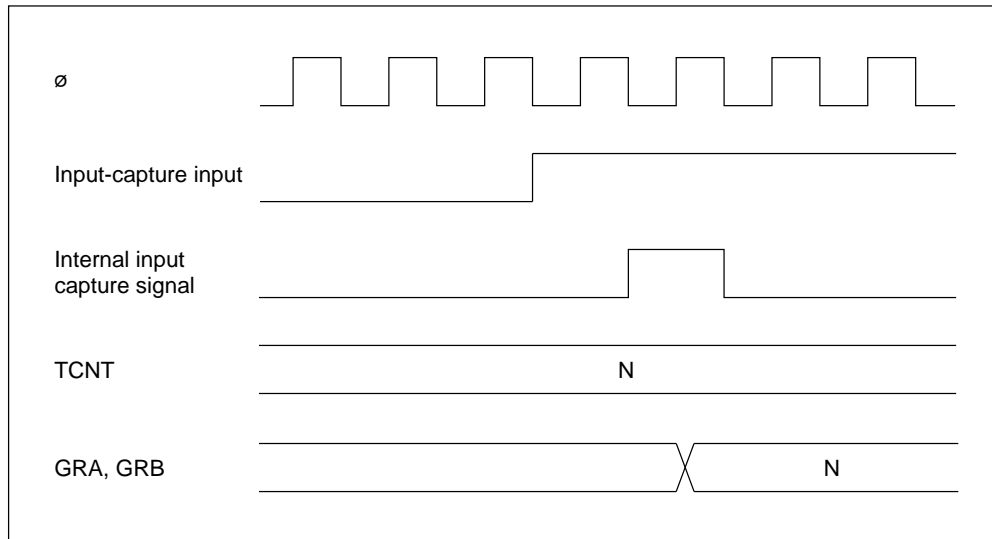 ø
Input-capture input
Internal input
capture signal
TCNT
N
GRA, GRB
N